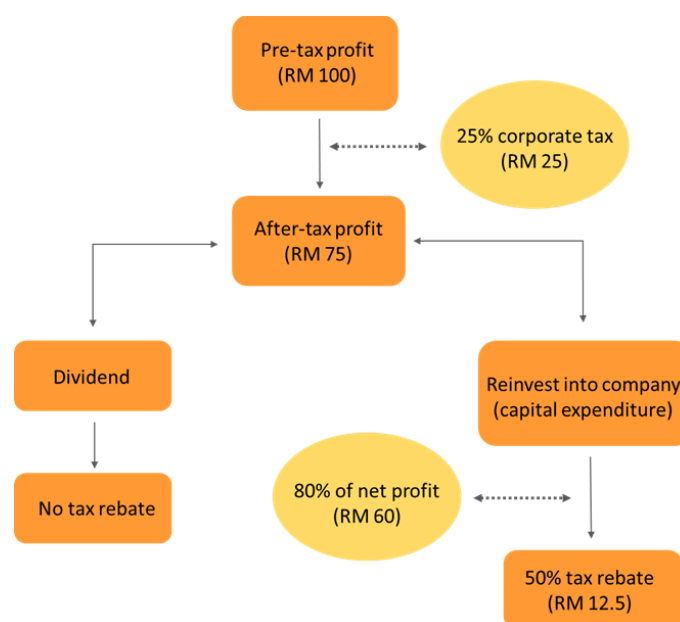 Pre-tax profit
(RM 100)
25% corporate tax
(RM 25)
After-tax profit
(RM 75)
Dividend
Reinvest into company
(capital expenditure)
No tax rebate
80% of net profit
(RM 60)
50% tax rebate
(RM 12.5)